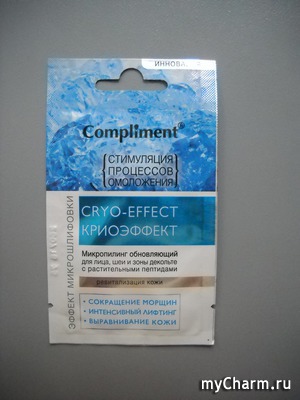 ИННОВАЦИЯ
Compliment®
СТИМУЛЯЦИЯ
ПРОЦЕССОВ
ОМОЛОЖЕНИЯ
CRYO-EFFECT
КРИОЭФФЕКТ
Микропилинг обновляющий
для лица, шеи и зоны декольте
с растительными пептидами
ревитализация кожи
• СОКРАЩЕНИЕ МОРЩИН
• ИНТЕНСИВНЫЙ ЛИФТИНГ
• ВЫРАВНИВАНИЕ КОЖИ
ЭФФЕКТ МИКРОШЛИФОВКИ
myCharm.ru